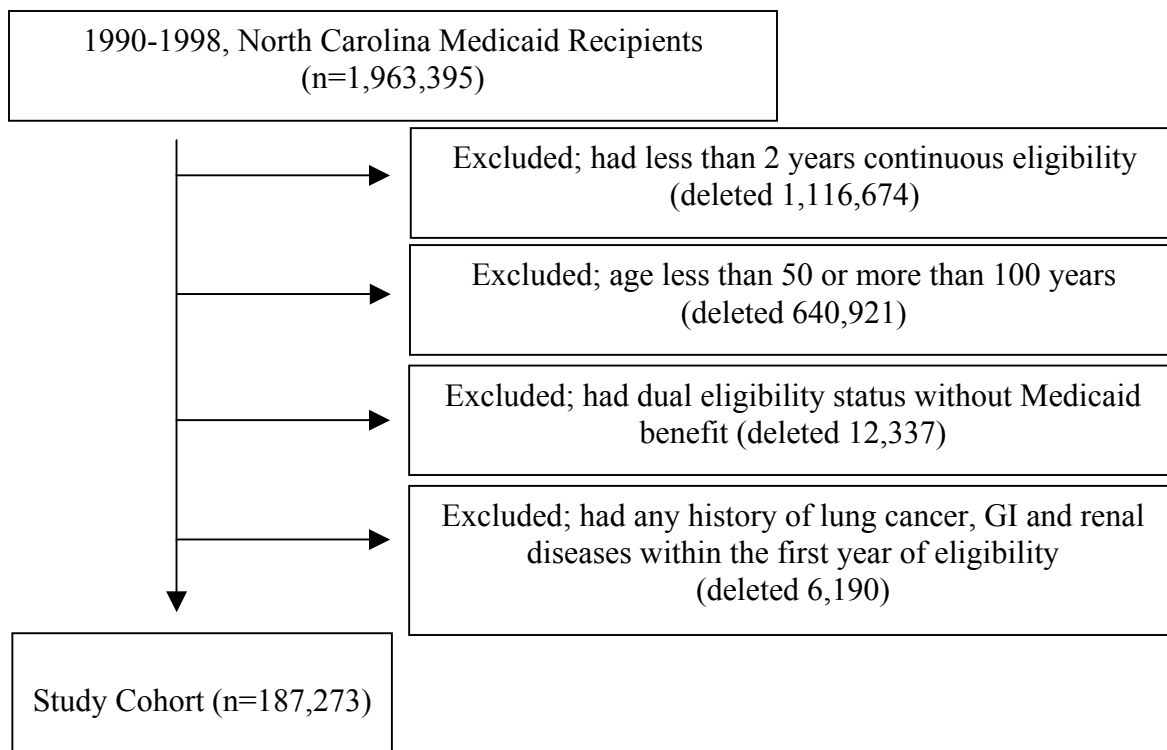 1990-1998, North Carolina Medicaid Recipients
(n=1,963,395)
Excluded; had less than 2 years continuous eligibility
(deleted 1,116,674)
Excluded; age less than 50 or more than 100 years
(deleted 640,921)
Excluded; had dual eligibility status without Medicaid
benefit (deleted 12,337)
Excluded; had any history of lung cancer, GI and renal
diseases within the first year of eligibility
(deleted 6,190)
Study Cohort (n=187,273)